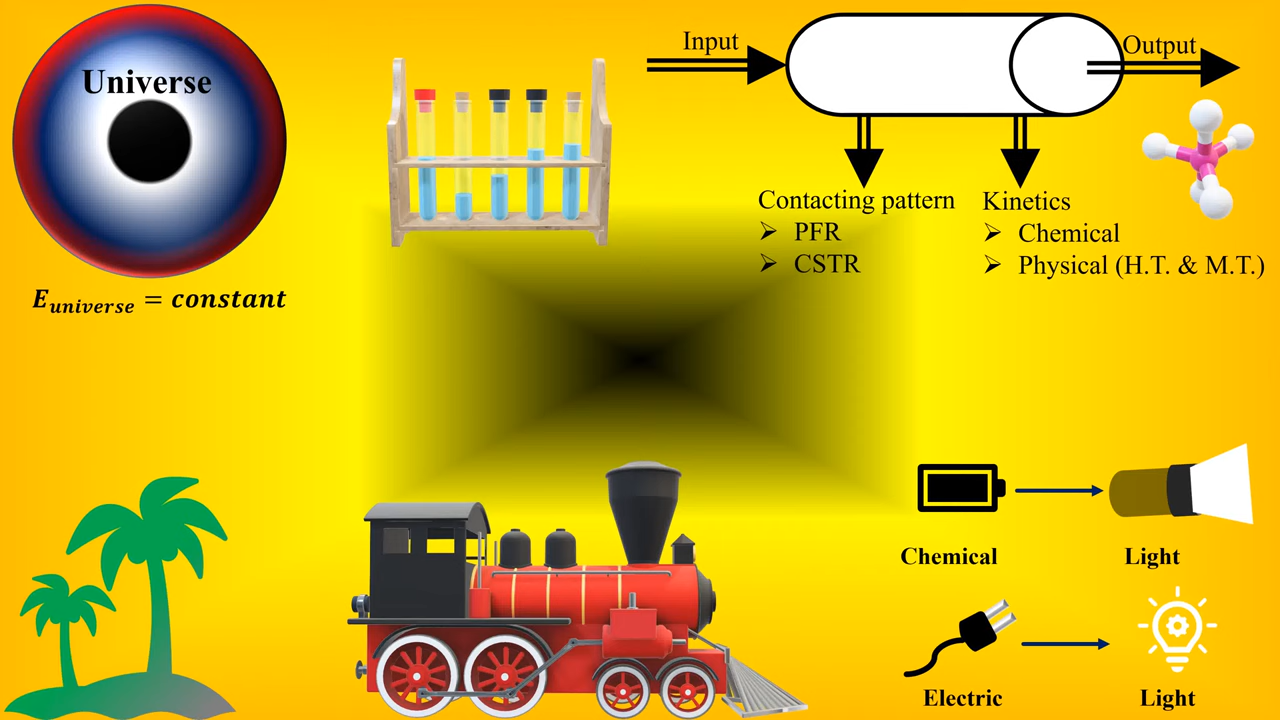 Universe
E_universe = constant
Input
Output
Contacting pattern
➢ PFR
➢ CSTR
Kinetics
➢ Chemical
➢ Physical (H.T. & M.T.)
Chemical
Light
Electric
Light